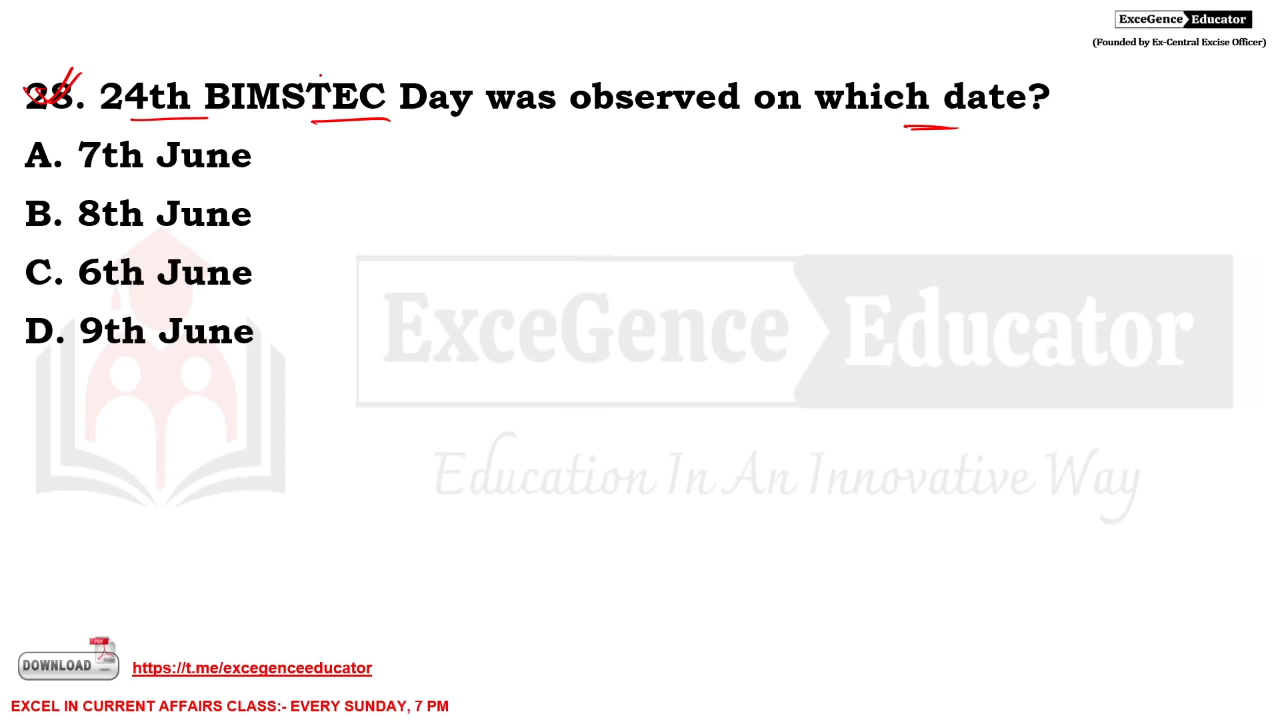 ExceGence Educator
(Founded by Ex-Central Excise Officer)
28. 24th BIMSTEC Day was observed on which date?
A. 7th June
B. 8th June
C. 6th June
D. 9th June
ExceGence Educator
Education In An Innovative Way
PDF
DOWNLOAD
https://t.me/excegenceeducator
EXCEL IN CURRENT AFFAIRS CLASS:- EVERY SUNDAY, 7 PM